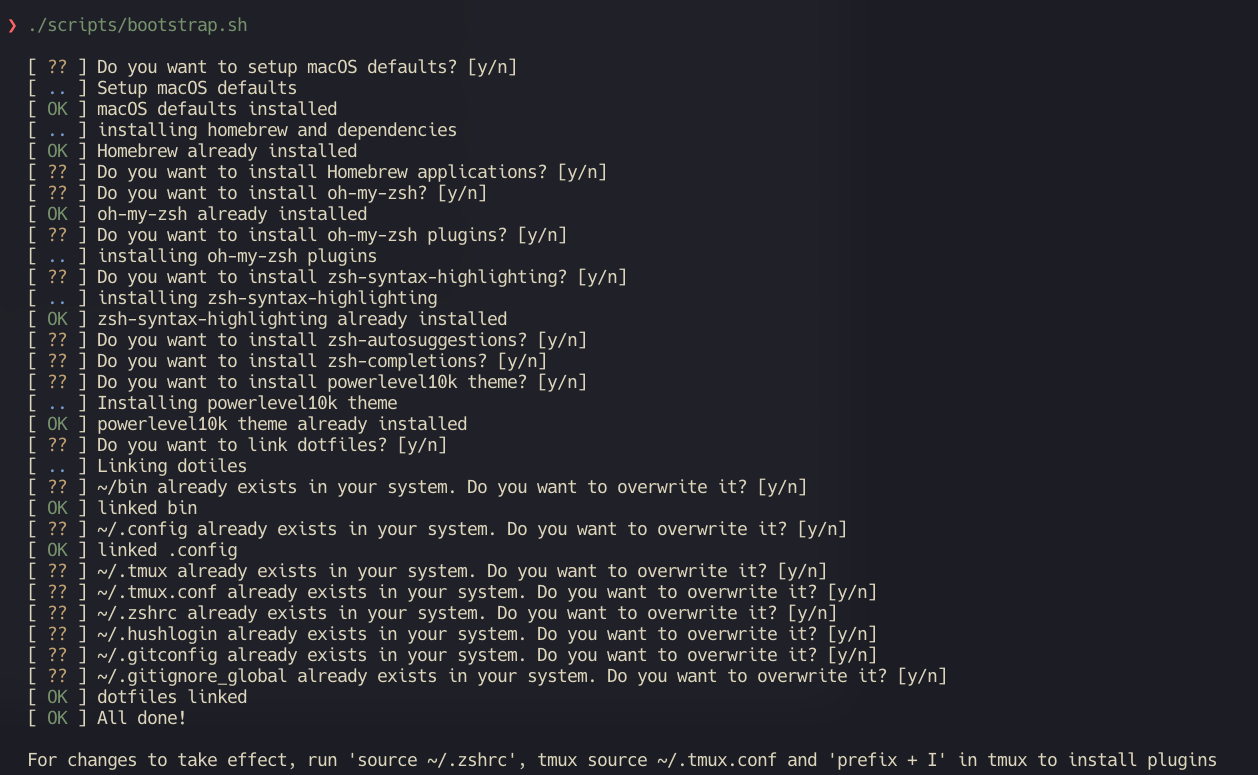 ❯ ./scripts/bootstrap.sh
[ ?? ] Do you want to setup macOS defaults? [y/n]
[ .. ] Setup macOS defaults
[ OK ] macOS defaults installed
[ .. ] installing homebrew and dependencies
[ OK ] Homebrew already installed
[ ?? ] Do you want to install Homebrew applications? [y/n]
[ ?? ] Do you want to install oh-my-zsh? [y/n]
[ OK ] oh-my-zsh already installed
[ ?? ] Do you want to install oh-my-zsh plugins? [y/n]
[ .. ] installing oh-my-zsh plugins
[ ?? ] Do you want to install zsh-syntax-highlighting? [y/n]
[ .. ] installing zsh-syntax-highlighting
[ OK ] zsh-syntax-highlighting already installed
[ ?? ] Do you want to install zsh-autosuggestions? [y/n]
[ ?? ] Do you want to install zsh-completions? [y/n]
[ ?? ] Do you want to install powerlevel10k theme? [y/n]
[ .. ] Installing powerlevel10k theme
[ OK ] powerlevel10k theme already installed
[ ?? ] Do you want to link dotfiles? [y/n]
[ .. ] Linking dotiles
[ ?? ] ~/bin already exists in your system. Do you want to overwrite it? [y/n]
[ OK ] linked bin
[ ?? ] ~/.config already exists in your system. Do you want to overwrite it? [y/n]
[ OK ] linked .config
[ ?? ] ~/.tmux already exists in your system. Do you want to overwrite it? [y/n]
[ ?? ] ~/.tmux.conf already exists in your system. Do you want to overwrite it? [y/n]
[ ?? ] ~/.zshrc already exists in your system. Do you want to overwrite it? [y/n]
[ ?? ] ~/.hushlogin already exists in your system. Do you want to overwrite it? [y/n]
[ ?? ] ~/.gitconfig already exists in your system. Do you want to overwrite it? [y/n]
[ ?? ] ~/.gitignore_global already exists in your system. Do you want to overwrite it? [y/n]
[ OK ] dotfiles linked
[ OK ] All done!
For changes to take effect, run 'source ~/.zshrc', tmux source ~/.tmux.conf and 'prefix + I' in tmux to install plugins